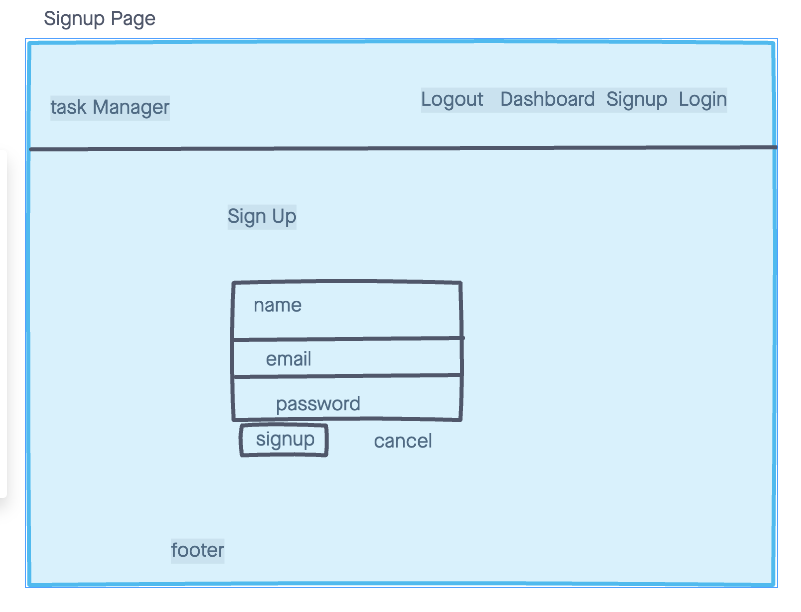 Signup Page
task Manager
Logout Dashboard Signup Login
Sign Up
name
email
password
signup cancel
footer